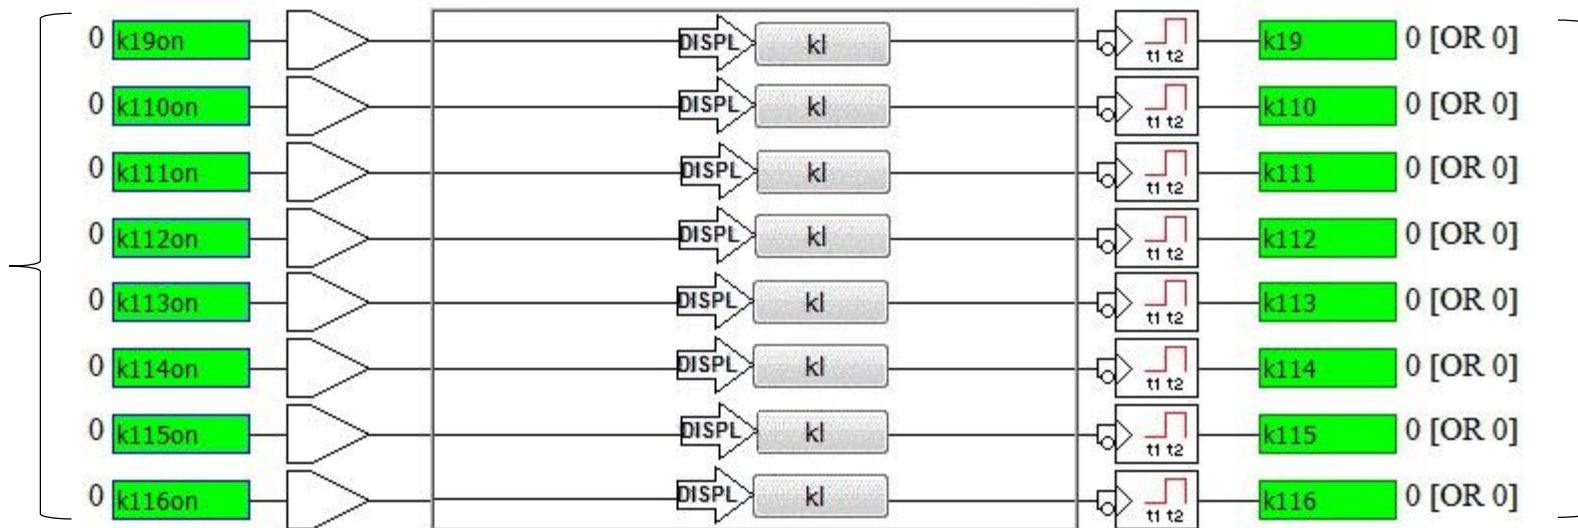 0 k19on DISPL kl t1 t2 k19 0 [OR 0]
0 k110on DISPL kl t1 t2 k110 0 [OR 0]
0 k111on DISPL kl t1 t2 k111 0 [OR 0]
0 k112on DISPL kl t1 t2 k112 0 [OR 0]
0 k113on DISPL kl t1 t2 k113 0 [OR 0]
0 k114on DISPL kl t1 t2 k114 0 [OR 0]
0 k115on DISPL kl t1 t2 k115 0 [OR 0]
0 k116on DISPL kl t1 t2 k116 0 [OR 0]